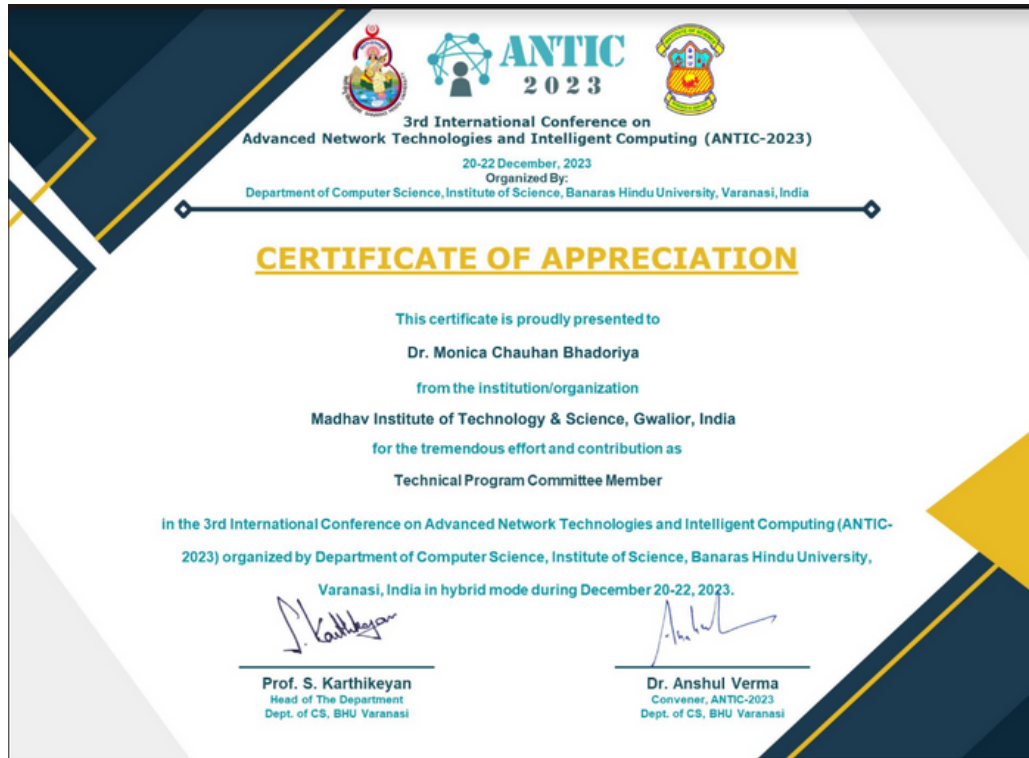 ANTIC
2023
INSTITUTE OF SCIENCE
3rd International Conference on
Advanced Network Technologies and Intelligent Computing (ANTIC-2023)
20-22 December, 2023
Organized By:
Department of Computer Science, Institute of Science, Banaras Hindu University, Varanasi, India
CERTIFICATE OF APPRECIATION
This certificate is proudly presented to
Dr. Monica Chauhan Bhadoriya
from the institution/organization
Madhav Institute of Technology & Science, Gwalior, India
for the tremendous effort and contribution as
Technical Program Committee Member
in the 3rd International Conference on Advanced Network Technologies and Intelligent Computing (ANTIC-
2023) organized by Department of Computer Science, Institute of Science, Banaras Hindu University,
Varanasi, India in hybrid mode during December 20-22, 2023.
S. Karthikeyan
Prof. S. Karthikeyan
Head of The Department
Dept. of CS, BHU Varanasi
Dr. Anshul Verma
Convener, ANTIC-2023
Dept. of CS, BHU Varanasi